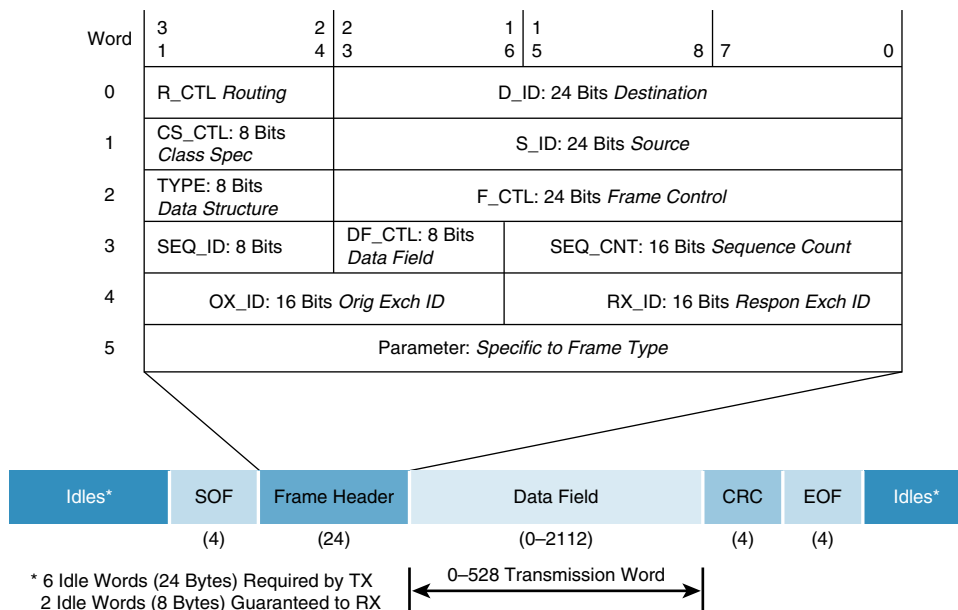 Word 3 2 2 1 1
1 4 3 6 5 8 7 0
0 R_CTL Routing D_ID: 24 Bits Destination
1 CS_CTL: 8 Bits Class Spec S_ID: 24 Bits Source
2 TYPE: 8 Bits Data Structure F_CTL: 24 Bits Frame Control
3 SEQ_ID: 8 Bits DF_CTL: 8 Bits Data Field SEQ_CNT: 16 Bits Sequence Count
4 OX_ID: 16 Bits Orig Exch ID RX_ID: 16 Bits Respon Exch ID
5 Parameter: Specific to Frame Type
Idles* SOF Frame Header Data Field CRC EOF Idles*
(4) (24) (0–2112) (4) (4)
0–528 Transmission Word
* 6 Idle Words (24 Bytes) Required by TX
2 Idle Words (8 Bytes) Guaranteed to RX